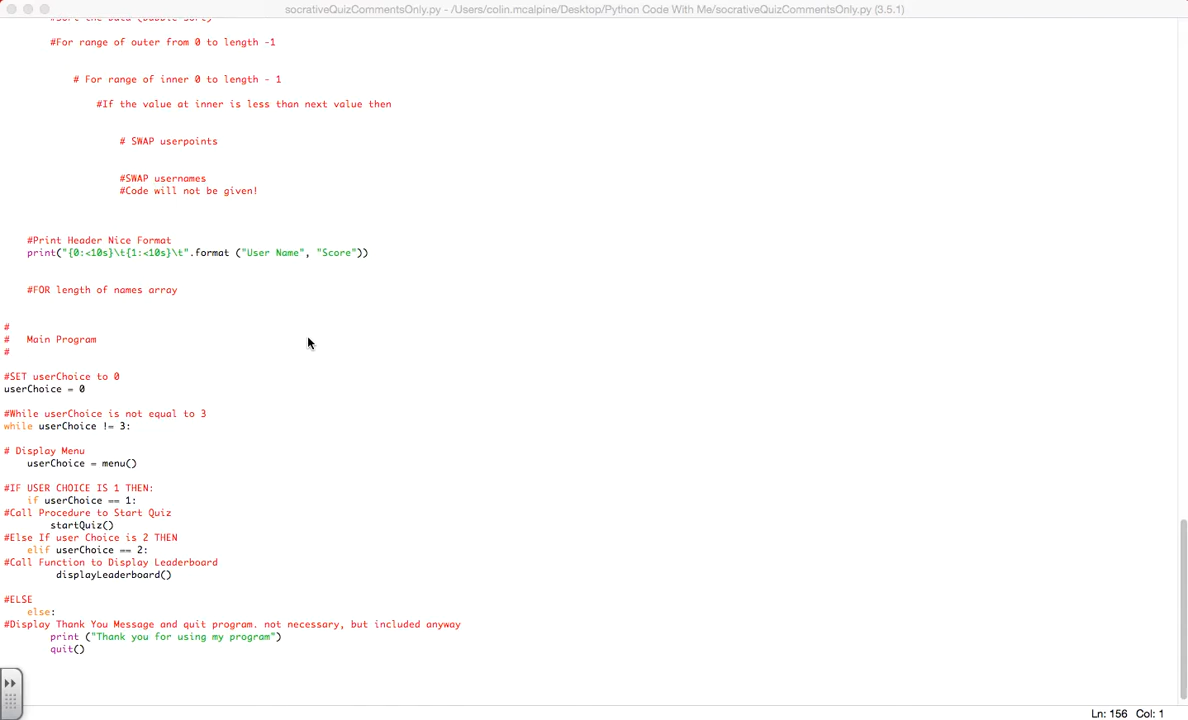 socrativeQuizCommentsOnly.py - /Users/colin.mcalpine/Desktop/Python Code With Me/socrativeQuizCommentsOnly.py (3.5.1)
#Sort the data (bubble sort)
#For range of outer from 0 to length -1
# For range of inner 0 to length - 1
#If the value at inner is less than next value then
# SWAP userpoints
#SWAP usernames
#Code will not be given!
#Print Header Nice Format
print("{0:<10s}\t{1:<10s}\t".format ("User Name", "Score"))
#FOR length of names array
#
#   Main Program
#
#SET userChoice to 0
userChoice = 0
#While userChoice is not equal to 3
while userChoice != 3:
# Display Menu
userChoice = menu()
#IF USER CHOICE IS 1 THEN:
if userChoice == 1:
#Call Procedure to Start Quiz
startQuiz()
#Else If user Choice is 2 THEN
elif userChoice == 2:
#Call Function to Display Leaderboard
displayLeaderboard()
#ELSE
else:
#Display Thank You Message and quit program. not necessary, but included anyway
print ("Thank you for using my program")
quit()
Ln: 156 Col: 1